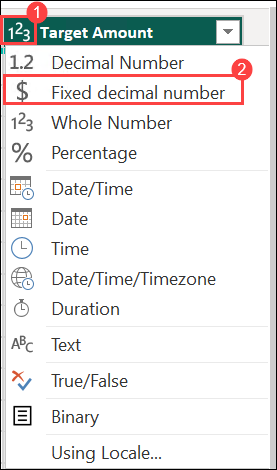 1
1²3 Target Amount
1.2 Decimal Number
2
$ Fixed decimal number
1²3 Whole Number
% Percentage
Date/Time
Date
Time
Date/Time/Timezone
Duration
ABC Text
True/False
Binary
Using Locale...